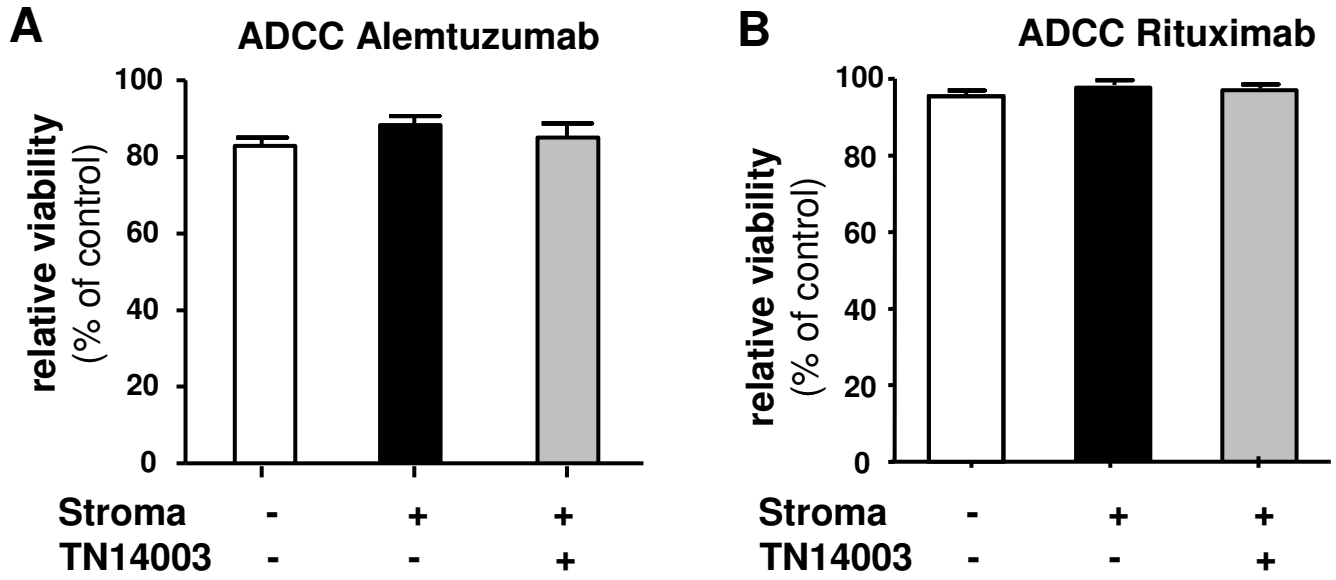 A
ADCC Alemtuzumab
relative viability
(% of control)
100
80
60
40
20
0
Stroma - + +
TN14003 - - +
B
ADCC Rituximab
relative viability
(% of control)
100
80
60
40
20
0
Stroma - + +
TN14003 - - +